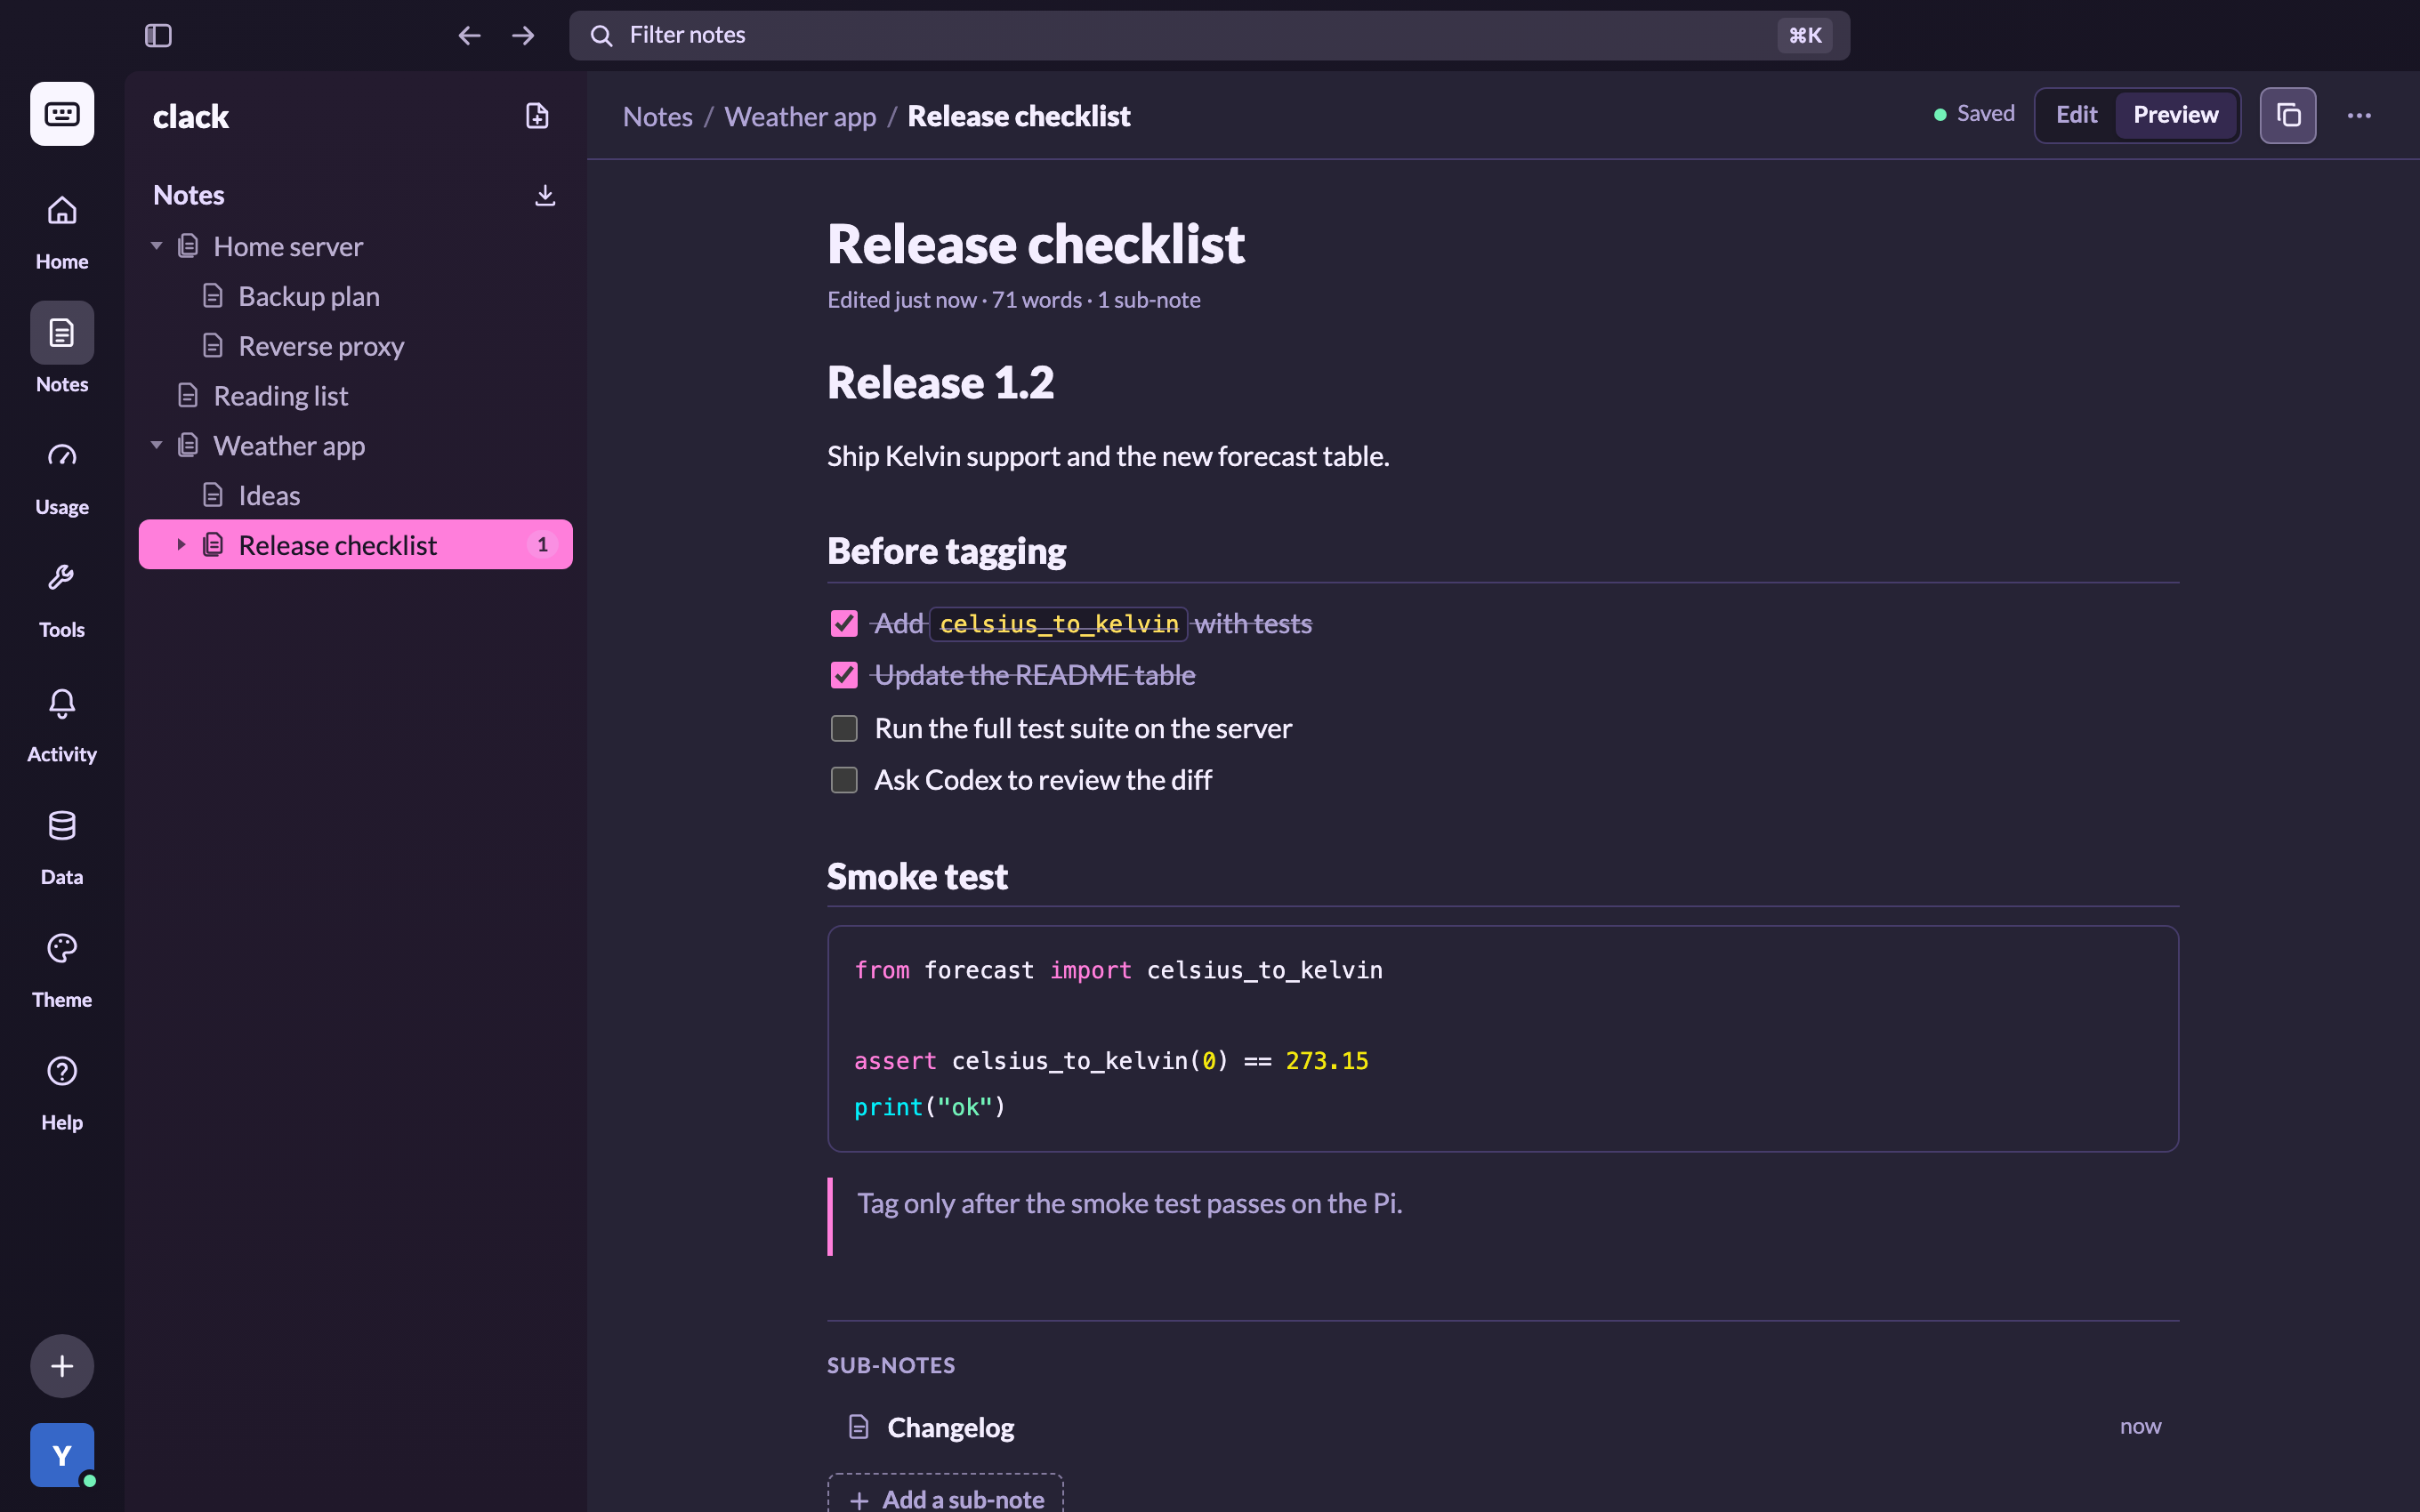 Filter notes ⌘K
clack
Home
Notes
Usage
Tools
Activity
Data
Theme
Help
Y
Notes
Home server
Backup plan
Reverse proxy
Reading list
Weather app
Ideas
Release checklist 1
Notes / Weather app / Release checklist
Saved Edit Preview
Release checklist
Edited just now · 71 words · 1 sub-note
Release 1.2
Ship Kelvin support and the new forecast table.
Before tagging
Add celsius_to_kelvin with tests
Update the README table
Run the full test suite on the server
Ask Codex to review the diff
Smoke test
from forecast import celsius_to_kelvin
assert celsius_to_kelvin(0) == 273.15
print("ok")
Tag only after the smoke test passes on the Pi.
SUB-NOTES
Changelog now
+ Add a sub-note